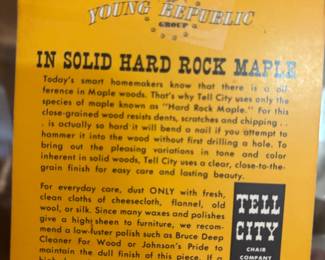 YOUNG REPUBLIC
GROUP
IN SOLID HARD ROCK MAPLE
Today's smart homemakers know that there is a dif-
ference in Maple woods. That's why Tell City uses only the
species of maple known as "Hard Rock Maple." For this
close-grained wood resists dents, scratches and chipping . .
. is actually so hard it will bend a nail if you attempt to
hammer it into the wood without first drilling a hole. To
bring out the pleasing variations in tone and color
inherent in solid woods, Tell City uses a clear, close-to-the-
grain finish for easy care and lasting beauty.
For everyday care, dust ONLY with fresh,
clean cloths of cheesecloth, flannel, old
wool, or silk. Since many waxes and polishes
give a high sheen to furniture, we recom-
mend a low-luster polish such as Bruce Deep
Cleaner For Wood or Johnson's Pride to
maintain the dull finish of this piece. If a
TELL
CITY
CHAIR
COMPANY